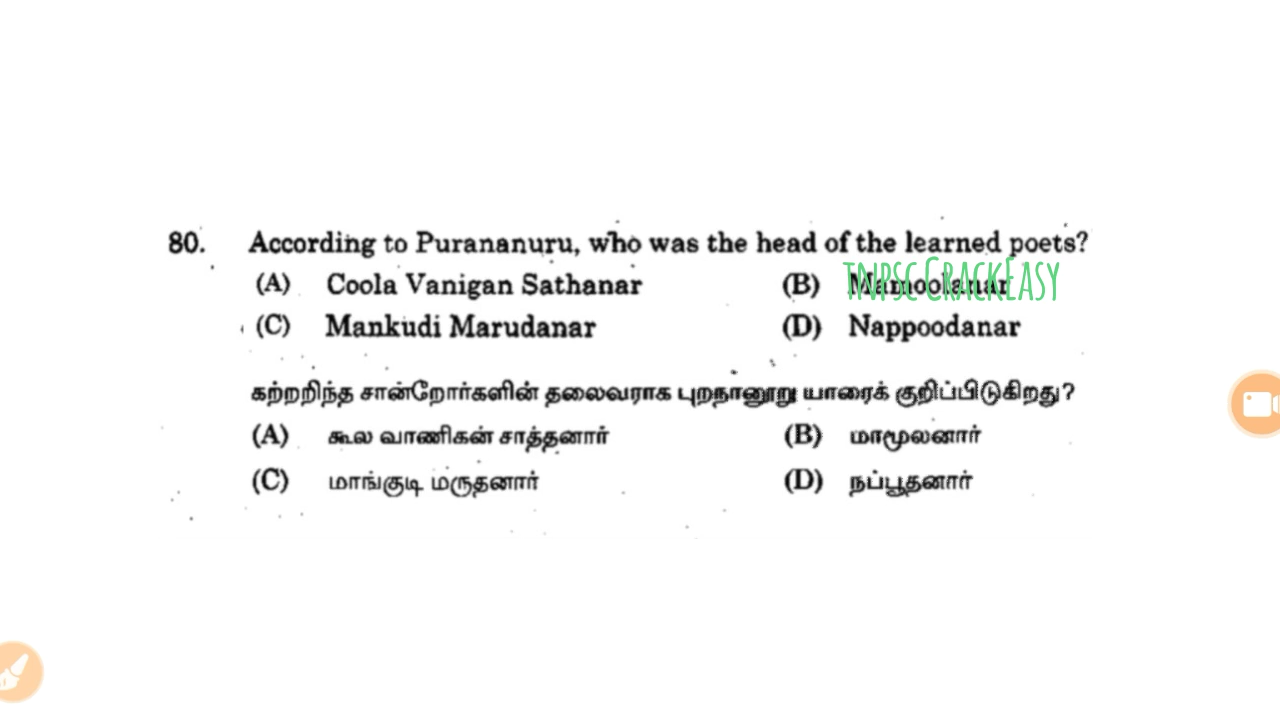 80. According to Purananuru, who was the head of the learned poets?
(A) Coola Vanigan Sathanar (B) Mamoolanar
TNPSC CRACKEASY
(C) Mankudi Marudanar (D) Nappoodanar
கற்றறிந்த சான்றோர்களின் தலைவராக புறநானூறு யாரைக் குறிப்பிடுகிறது?
(A) கூல வாணிகன் சாத்தனார் (B) மாமூலனார்
(C) மாங்குடி மருதனார் (D) நப்பூதனார்